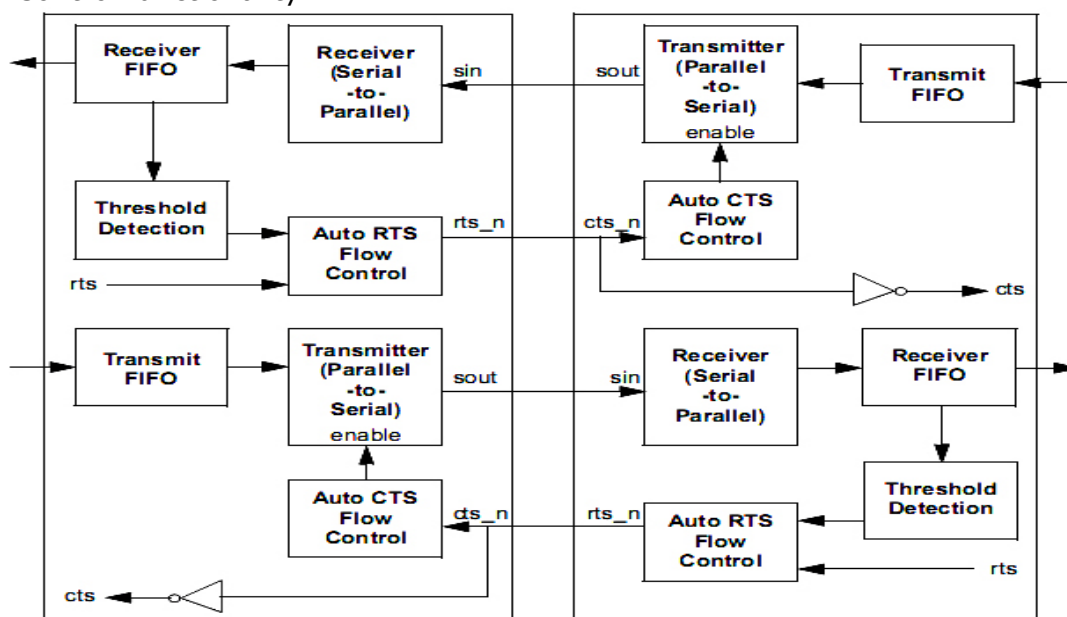 Receiver
FIFO
Receiver
(Serial
-to-
Parallel)
sin
sout
Transmitter
(Parallel
-to-
Serial)
enable
Transmit
FIFO
Threshold
Detection
Auto RTS
Flow
Control
rts_n
cts_n
Auto CTS
Flow
Control
rts
cts
Transmit
FIFO
Transmitter
(Parallel
-to-
Serial)
enable
sout
sin
Receiver
(Serial
-to-
Parallel)
Receiver
FIFO
Auto CTS
Flow
Control
cts_n
rts_n
Auto RTS
Flow
Control
Threshold
Detection
cts
rts